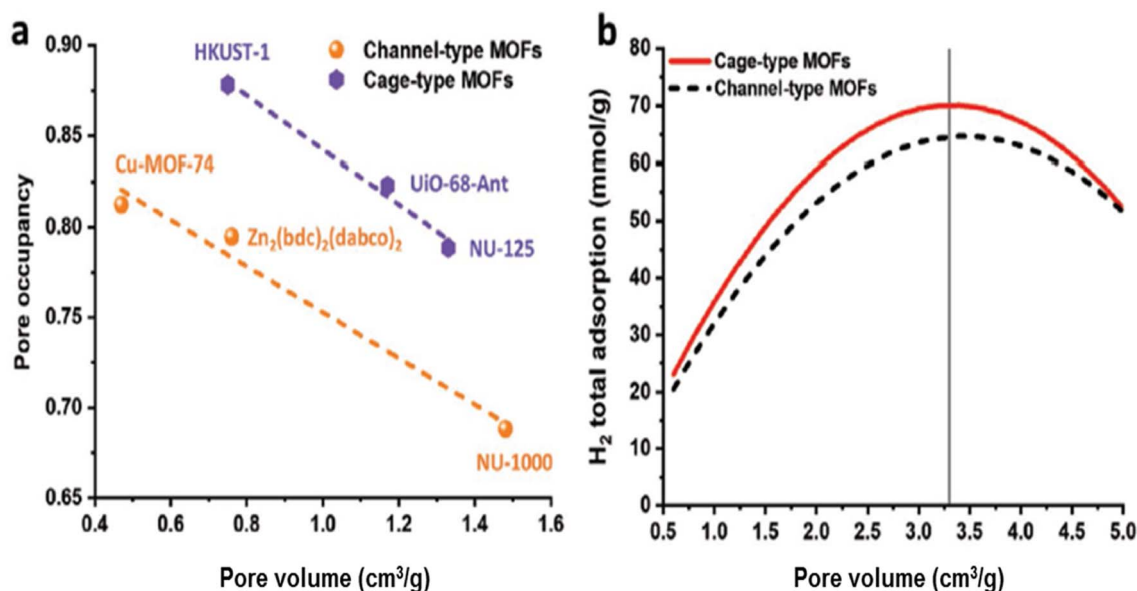 a
Pore occupancy
0.90
0.85
0.80
0.75
0.70
0.65
HKUST-1
Channel-type MOFs
Cage-type MOFs
Cu-MOF-74
UiO-68-Ant
Zn₂(bdc)₂(dabco)₂
NU-125
NU-1000
0.4 0.6 0.8 1.0 1.2 1.4 1.6
Pore volume (cm³/g)
b
H₂ total adsorption (mmol/g)
80
70
60
50
40
30
20
10
0
Cage-type MOFs
Channel-type MOFs
0.5 1.0 1.5 2.0 2.5 3.0 3.5 4.0 4.5 5.0
Pore volume (cm³/g)